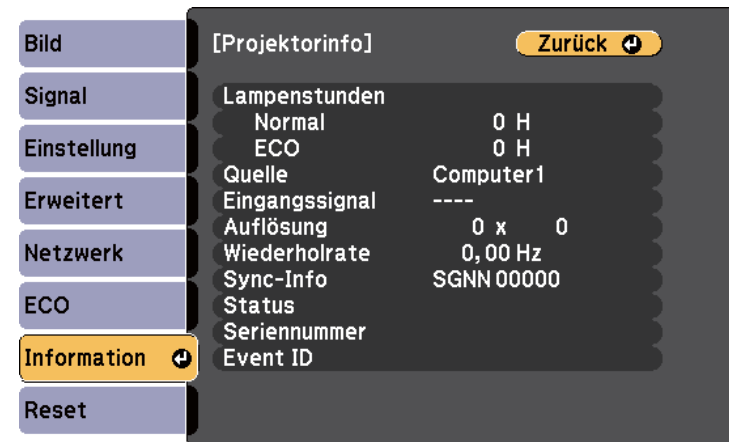 Bild
Signal
Einstellung
Erweitert
Netzwerk
ECO
Information
Reset
[Projektorinfo] Zurück
Lampenstunden
Normal 0 H
ECO 0 H
Quelle Computer1
Eingangssignal ----
Auflösung 0 x 0
Wiederholrate 0,00 Hz
Sync-Info SGNN 00000
Status
Seriennummer
Event ID